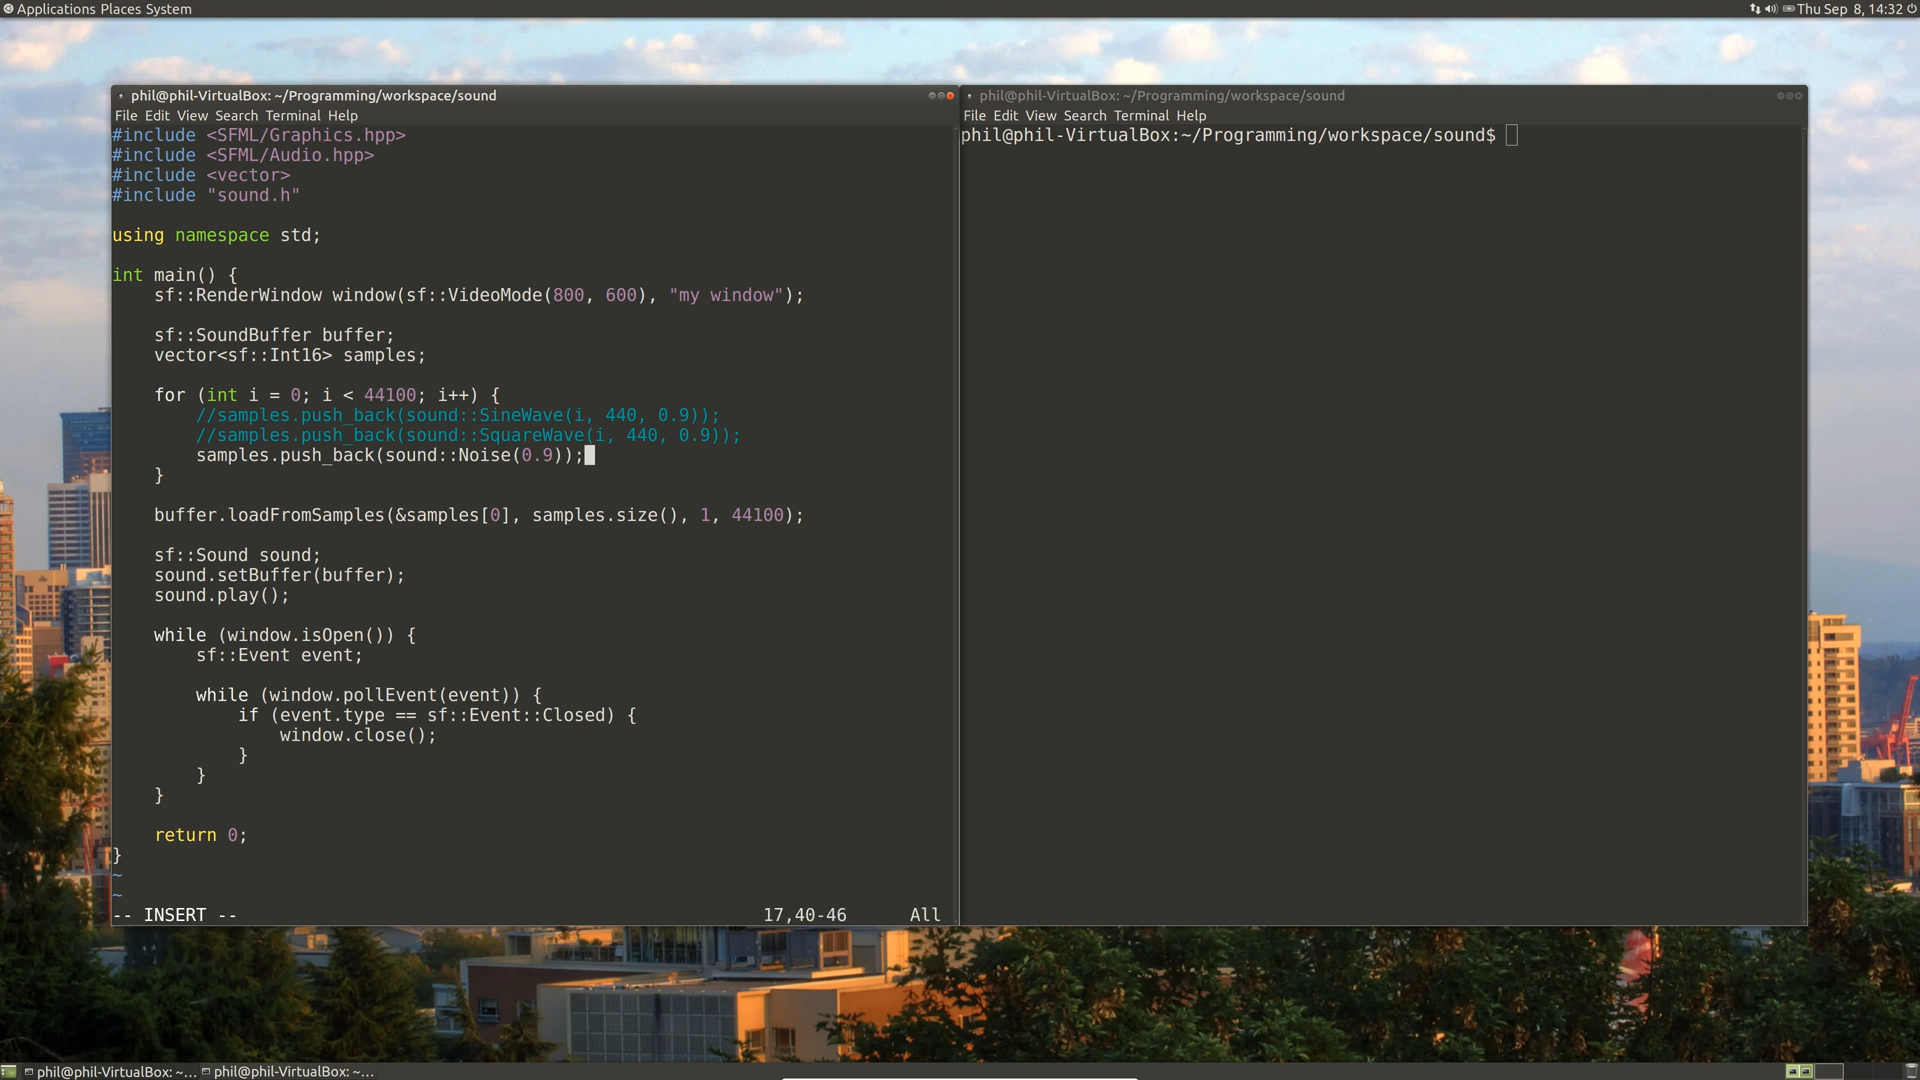 Applications Places System
Thu Sep 8, 14:32
phil@phil-VirtualBox: ~/Programming/workspace/sound
File Edit View Search Terminal Help
#include <SFML/Graphics.hpp>
#include <SFML/Audio.hpp>
#include <vector>
#include "sound.h"
using namespace std;
int main() {
    sf::RenderWindow window(sf::VideoMode(800, 600), "my window");
    sf::SoundBuffer buffer;
    vector<sf::Int16> samples;
    for (int i = 0; i < 44100; i++) {
        //samples.push_back(sound::SineWave(i, 440, 0.9));
        //samples.push_back(sound::SquareWave(i, 440, 0.9));
        samples.push_back(sound::Noise(0.9));
    }
    buffer.loadFromSamples(&samples[0], samples.size(), 1, 44100);
    sf::Sound sound;
    sound.setBuffer(buffer);
    sound.play();
    while (window.isOpen()) {
        sf::Event event;
        while (window.pollEvent(event)) {
            if (event.type == sf::Event::Closed) {
                window.close();
            }
        }
    }
    return 0;
}
~
~
-- INSERT -- 17,40-46 All
phil@phil-VirtualBox: ~/Programming/workspace/sound
File Edit View Search Terminal Help
phil@phil-VirtualBox:~/Programming/workspace/sound$
phil@phil-VirtualBox: ~...
phil@phil-VirtualBox: ~...